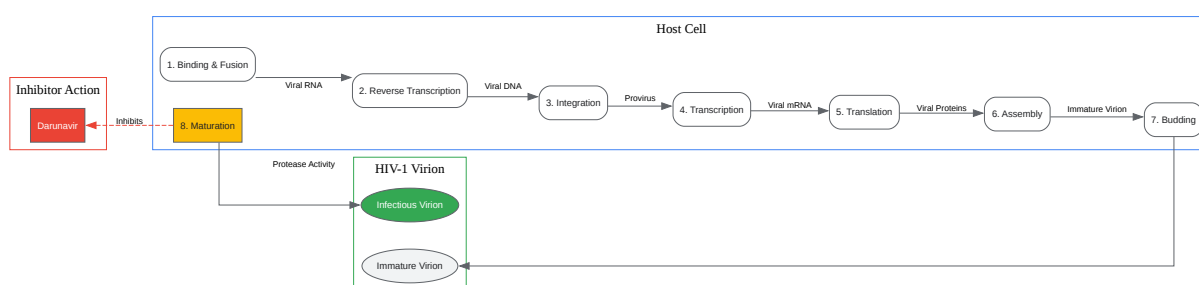 Host Cell
1. Binding & Fusion
Viral RNA
2. Reverse Transcription
Viral DNA
3. Integration
Provirus
4. Transcription
Viral mRNA
5. Translation
Viral Proteins
6. Assembly
Immature Virion
7. Budding
Inhibitor Action
Darunavir
Inhibits
8. Maturation
Protease Activity
HIV-1 Virion
Infectious Virion
Immature Virion